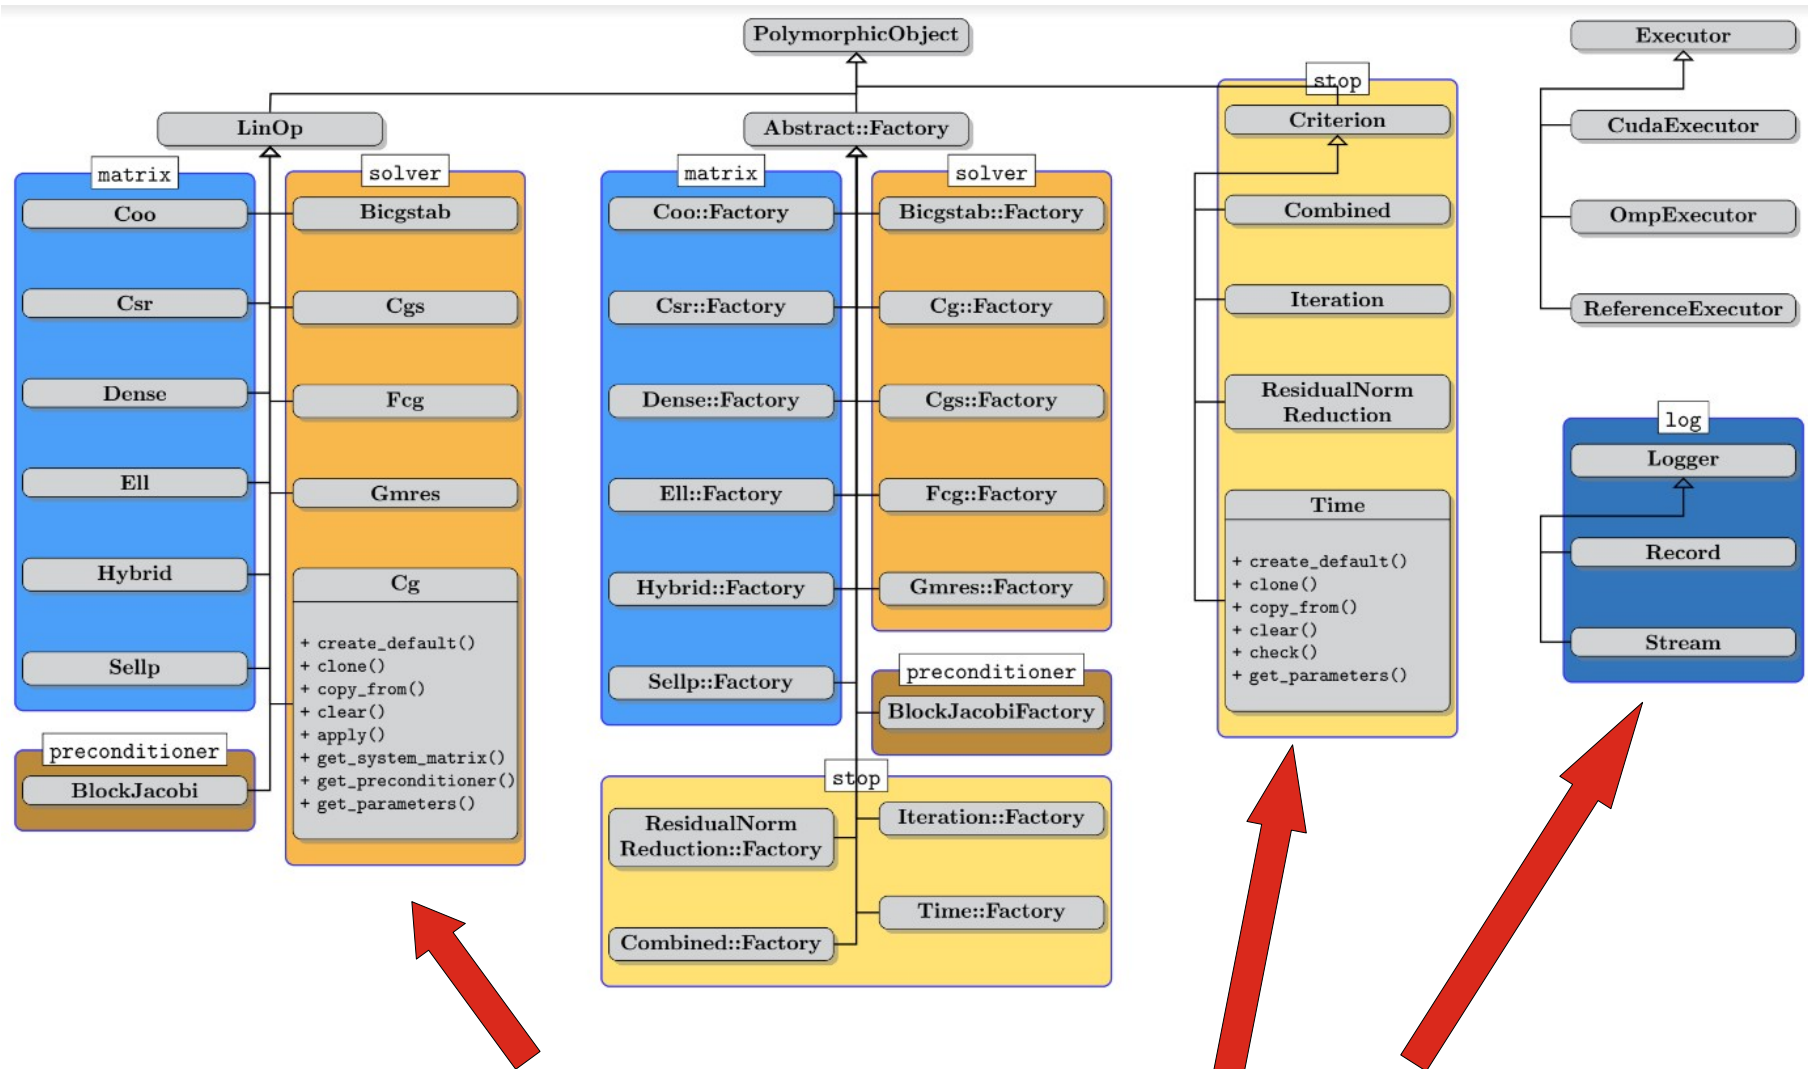 PolymorphicObject
LinOp
Abstract::Factory
matrix
Coo
Csr
Dense
Ell
Hybrid
Sellp
preconditioner
BlockJacobi
solver
Bicgstab
Cgs
Fcg
Gmres
Cg
+ create_default()
+ clone()
+ copy_from()
+ clear()
+ apply()
+ get_system_matrix()
+ get_preconditioner()
+ get_parameters()
matrix
Coo::Factory
Csr::Factory
Dense::Factory
Ell::Factory
Hybrid::Factory
Sellp::Factory
solver
Bicgstab::Factory
Cg::Factory
Cgs::Factory
Fcg::Factory
Gmres::Factory
preconditioner
BlockJacobiFactory
stop
ResidualNorm
Reduction::Factory
Combined::Factory
Iteration::Factory
Time::Factory
stop
Criterion
Combined
Iteration
ResidualNorm
Reduction
Time
+ create_default()
+ clone()
+ copy_from()
+ clear()
+ check()
+ get_parameters()
Executor
CudaExecutor
OmpExecutor
ReferenceExecutor
log
Logger
Record
Stream